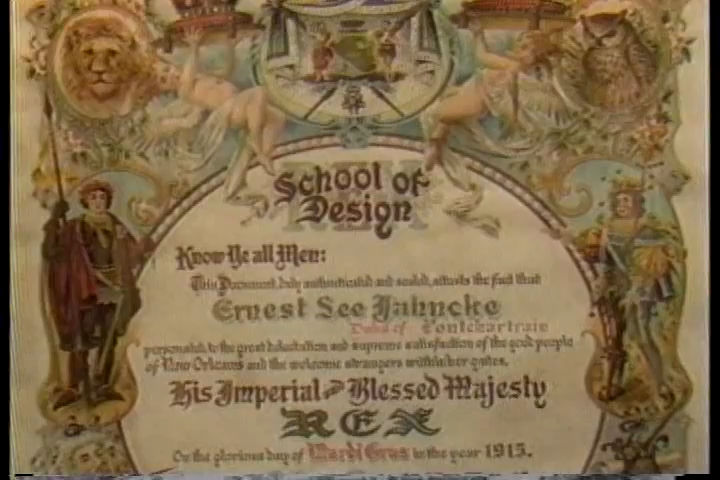 School of
Design
Know Ye all Men:
This Document, duly authenticated and sealed, attests the fact that
Ernest Lee Jahncke
Duke of Pontchartrain
personated, to the great delectation and supreme satisfaction of the good people
of New Orleans and the welcome strangers within her gates,
His Imperial and Blessed Majesty
REX
On the glorious day of Mardi Gras in the year 1915.